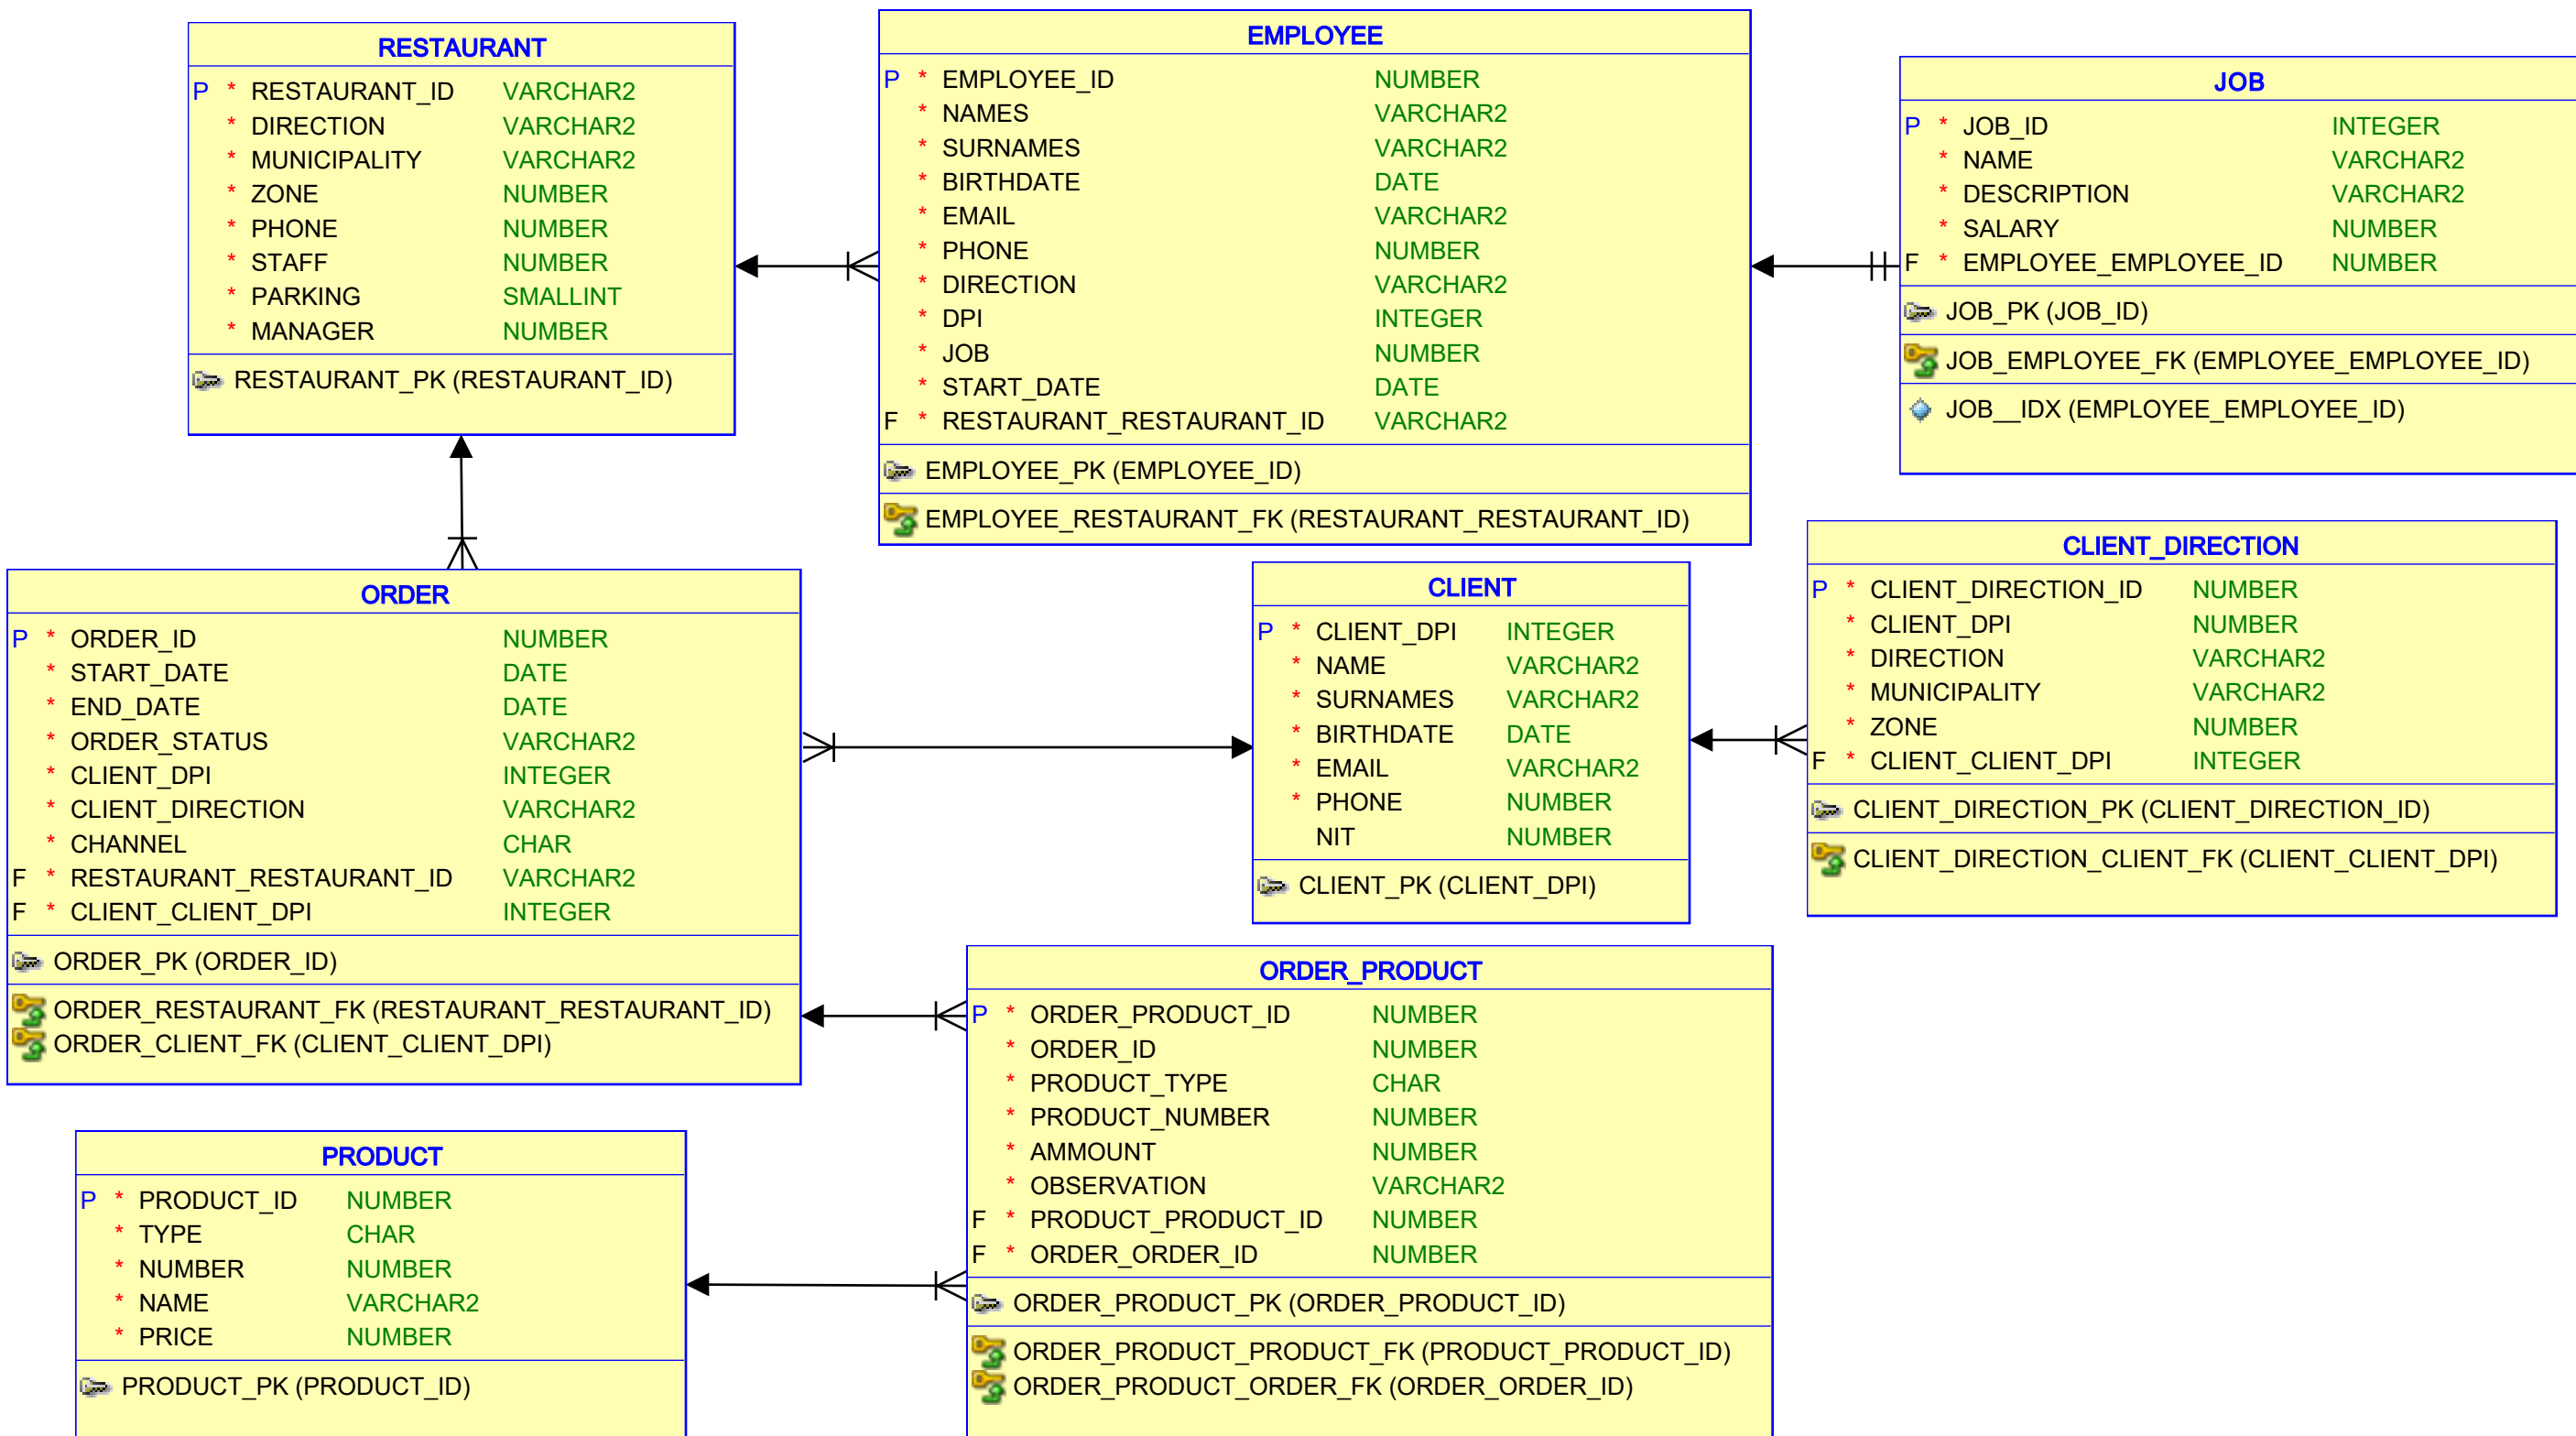 RESTAURANT
P * RESTAURANT_ID VARCHAR2
* DIRECTION VARCHAR2
* MUNICIPALITY VARCHAR2
* ZONE NUMBER
* PHONE NUMBER
* STAFF NUMBER
* PARKING SMALLINT
* MANAGER NUMBER
RESTAURANT_PK (RESTAURANT_ID)
EMPLOYEE
P * EMPLOYEE_ID NUMBER
* NAMES VARCHAR2
* SURNAMES VARCHAR2
* BIRTHDATE DATE
* EMAIL VARCHAR2
* PHONE NUMBER
* DIRECTION VARCHAR2
* DPI INTEGER
* JOB NUMBER
* START_DATE DATE
F * RESTAURANT_RESTAURANT_ID VARCHAR2
EMPLOYEE_PK (EMPLOYEE_ID)
EMPLOYEE_RESTAURANT_FK (RESTAURANT_RESTAURANT_ID)
JOB
P * JOB_ID INTEGER
* NAME VARCHAR2
* DESCRIPTION VARCHAR2
* SALARY NUMBER
F * EMPLOYEE_EMPLOYEE_ID NUMBER
JOB_PK (JOB_ID)
JOB_EMPLOYEE_FK (EMPLOYEE_EMPLOYEE_ID)
JOB__IDX (EMPLOYEE_EMPLOYEE_ID)
ORDER
P * ORDER_ID NUMBER
* START_DATE DATE
* END_DATE DATE
* ORDER_STATUS VARCHAR2
* CLIENT_DPI INTEGER
* CLIENT_DIRECTION VARCHAR2
* CHANNEL CHAR
F * RESTAURANT_RESTAURANT_ID VARCHAR2
F * CLIENT_CLIENT_DPI INTEGER
ORDER_PK (ORDER_ID)
ORDER_RESTAURANT_FK (RESTAURANT_RESTAURANT_ID)
ORDER_CLIENT_FK (CLIENT_CLIENT_DPI)
CLIENT
P * CLIENT_DPI INTEGER
* NAME VARCHAR2
* SURNAMES VARCHAR2
* BIRTHDATE DATE
* EMAIL VARCHAR2
* PHONE NUMBER
NIT NUMBER
CLIENT_PK (CLIENT_DPI)
CLIENT_DIRECTION
P * CLIENT_DIRECTION_ID NUMBER
* CLIENT_DPI NUMBER
* DIRECTION VARCHAR2
* MUNICIPALITY VARCHAR2
* ZONE NUMBER
F * CLIENT_CLIENT_DPI INTEGER
CLIENT_DIRECTION_PK (CLIENT_DIRECTION_ID)
CLIENT_DIRECTION_CLIENT_FK (CLIENT_CLIENT_DPI)
ORDER_PRODUCT
P * ORDER_PRODUCT_ID NUMBER
* ORDER_ID NUMBER
* PRODUCT_TYPE CHAR
* PRODUCT_NUMBER NUMBER
* AMMOUNT NUMBER
* OBSERVATION VARCHAR2
F * PRODUCT_PRODUCT_ID NUMBER
F * ORDER_ORDER_ID NUMBER
ORDER_PRODUCT_PK (ORDER_PRODUCT_ID)
ORDER_PRODUCT_PRODUCT_FK (PRODUCT_PRODUCT_ID)
ORDER_PRODUCT_ORDER_FK (ORDER_ORDER_ID)
PRODUCT
P * PRODUCT_ID NUMBER
* TYPE CHAR
* NUMBER NUMBER
* NAME VARCHAR2
* PRICE NUMBER
PRODUCT_PK (PRODUCT_ID)